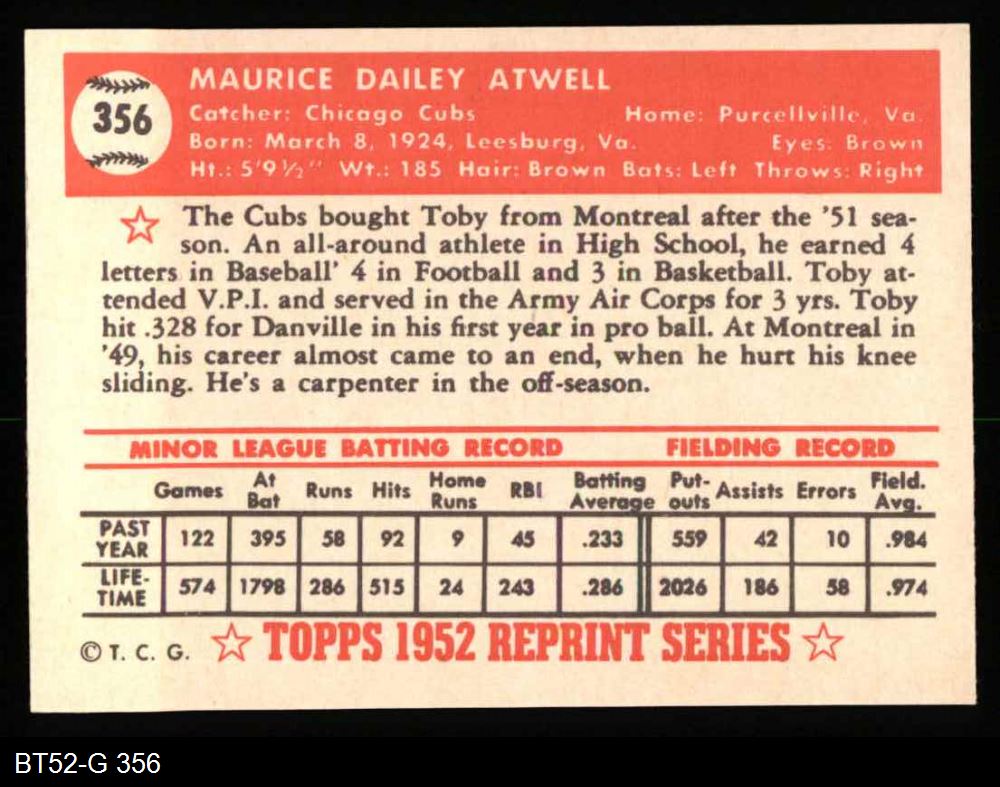 356
MAURICE DAILEY ATWELL
Catcher: Chicago Cubs Home: Purcellville, Va.
Born: March 8, 1924, Leesburg, Va. Eyes: Brown
Ht.: 5'9½" Wt.: 185 Hair: Brown Bats: Left Throws: Right
The Cubs bought Toby from Montreal after the '51 sea-
son. An all-around athlete in High School, he earned 4
letters in Baseball' 4 in Football and 3 in Basketball. Toby at-
tended V.P.I. and served in the Army Air Corps for 3 yrs. Toby
hit .328 for Danville in his first year in pro ball. At Montreal in
'49, his career almost came to an end, when he hurt his knee
sliding. He's a carpenter in the off-season.
MINOR LEAGUE BATTING RECORD FIELDING RECORD
Games At Bat Runs Hits Home Runs RBI Batting Average Put-outs Assists Errors Field. Avg.
PAST YEAR 122 395 58 92 9 45 .233 559 42 10 .984
LIFE-TIME 574 1798 286 515 24 243 .286 2026 186 58 .974
© T. C. G. ☆ TOPPS 1952 REPRINT SERIES ☆
BT52-G 356